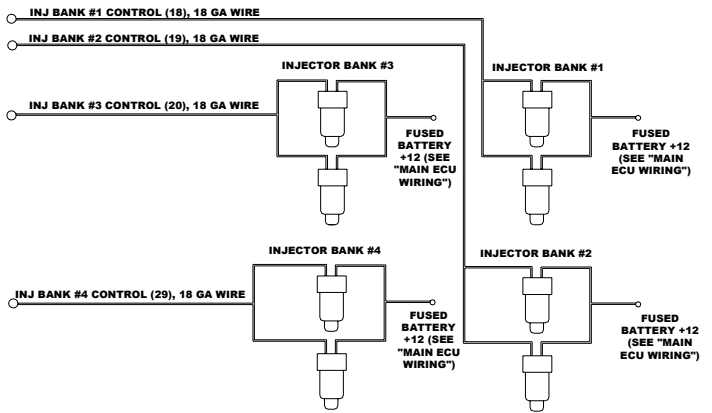 INJ BANK #1 CONTROL (18), 18 GA WIRE
INJ BANK #2 CONTROL (19), 18 GA WIRE
INJECTOR BANK #3
INJECTOR BANK #1
INJ BANK #3 CONTROL (20), 18 GA WIRE
FUSED
BATTERY
+12 (SEE
"MAIN ECU
WIRING")
FUSED
BATTERY +12
(SEE "MAIN
ECU WIRING")
INJECTOR BANK #4
INJECTOR BANK #2
INJ BANK #4 CONTROL (29), 18 GA WIRE
FUSED
BATTERY
+12 (SEE
"MAIN ECU
WIRING")
FUSED
BATTERY +12
(SEE "MAIN
ECU WIRING")